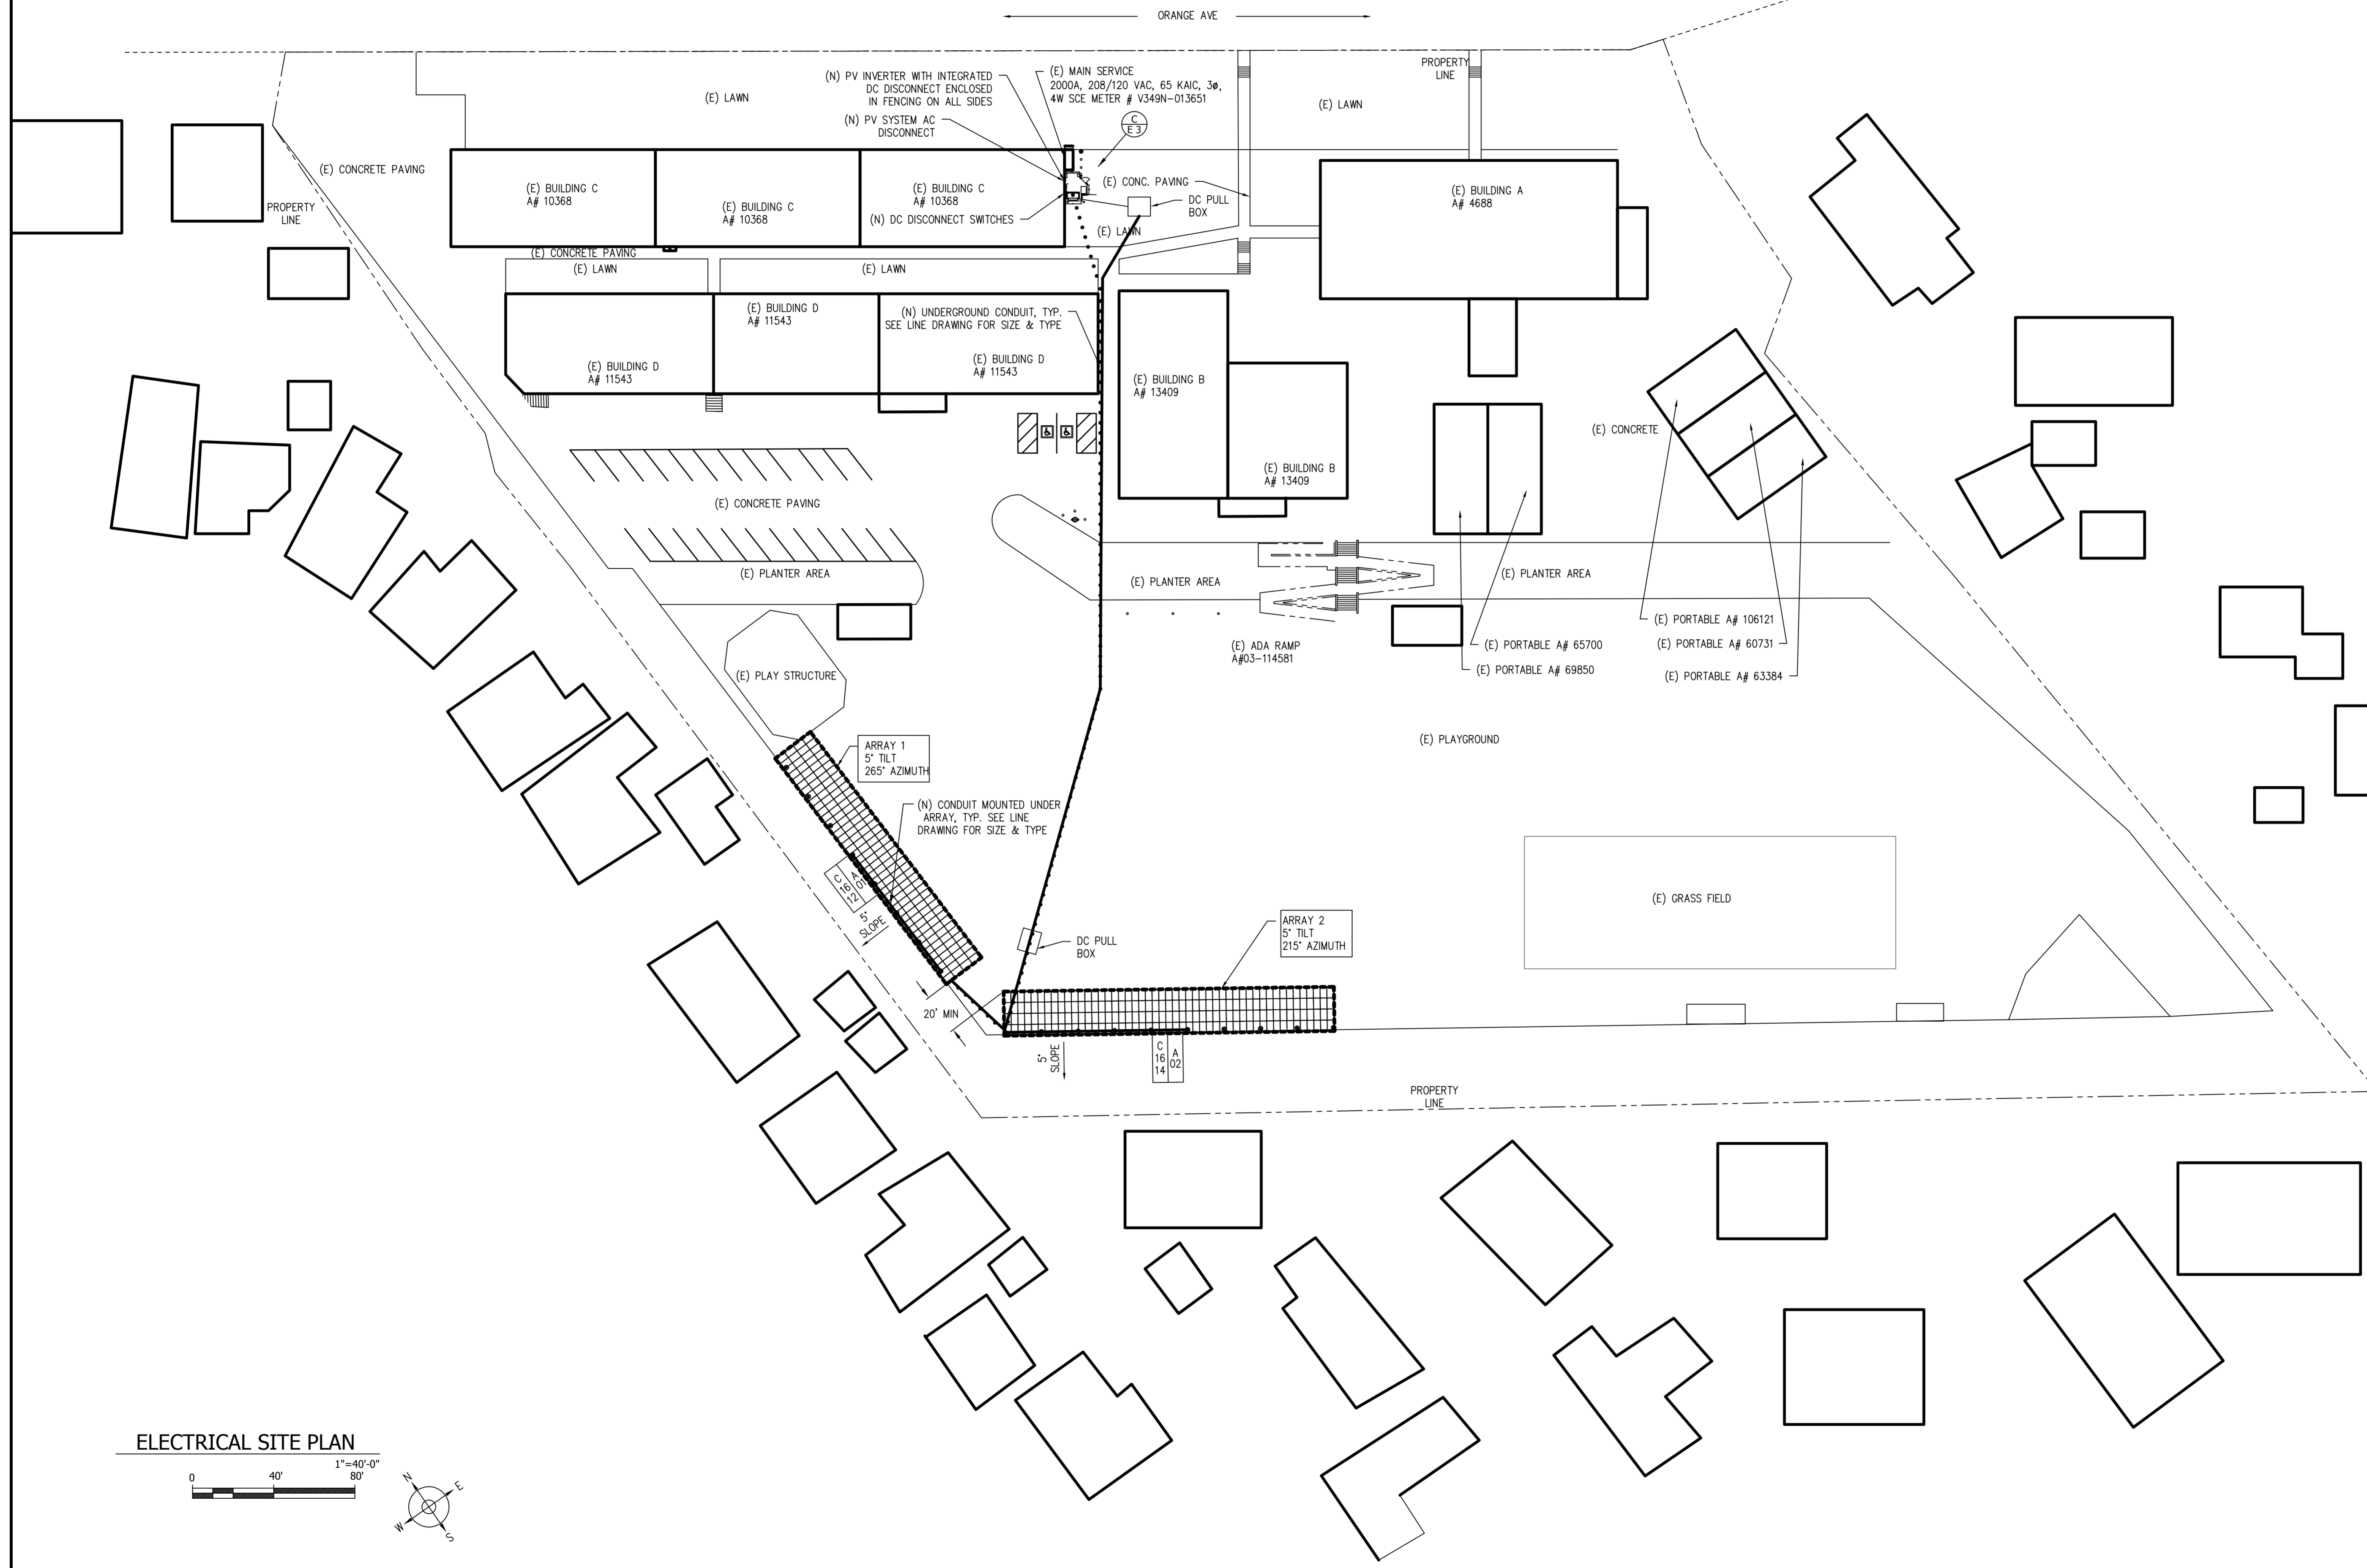 ORANGE AVE
(N) PV INVERTER WITH INTEGRATED
DC DISCONNECT ENCLOSED
IN FENCING ON ALL SIDES
(E) MAIN SERVICE
2000A, 208/120 VAC, 65 KAIC, 3ø,
4W SCE METER # V349N-013651
PROPERTY
LINE
(E) LAWN
(E) LAWN
(N) PV SYSTEM AC
DISCONNECT
C
E3
(E) CONCRETE PAVING
PROPERTY
LINE
(E) BUILDING C
A# 10368
(E) BUILDING C
A# 10368
(E) BUILDING C
A# 10368
(N) DC DISCONNECT SWITCHES
(E) CONC. PAVING
DC PULL
BOX
(E) LAWN
(E) BUILDING A
A# 4688
(E) CONCRETE PAVING
(E) LAWN
(E) LAWN
(E) BUILDING D
A# 11543
(N) UNDERGROUND CONDUIT, TYP.
SEE LINE DRAWING FOR SIZE & TYPE
(E) BUILDING D
A# 11543
(E) BUILDING D
A# 11543
(E) BUILDING B
A# 13409
(E) BUILDING B
A# 13409
(E) CONCRETE
(E) CONCRETE PAVING
(E) PLANTER AREA
(E) PLANTER AREA
(E) PLANTER AREA
(E) PORTABLE A# 106121
(E) PORTABLE A# 65700
(E) PORTABLE A# 60731
(E) PORTABLE A# 69850
(E) PORTABLE A# 63384
(E) ADA RAMP
A#03-114581
(E) PLAY STRUCTURE
(E) PLAYGROUND
ARRAY 1
5° TILT
265° AZIMUTH
(N) CONDUIT MOUNTED UNDER
ARRAY, TYP. SEE LINE
DRAWING FOR SIZE & TYPE
C
16
12
A
01
5°
SLOPE
(E) GRASS FIELD
ARRAY 2
5° TILT
215° AZIMUTH
DC PULL
BOX
20' MIN
5°
SLOPE
C
16
14
A
02
PROPERTY
LINE
ELECTRICAL SITE PLAN
1"=40'-0"
0 40' 80'
N
E
W
S